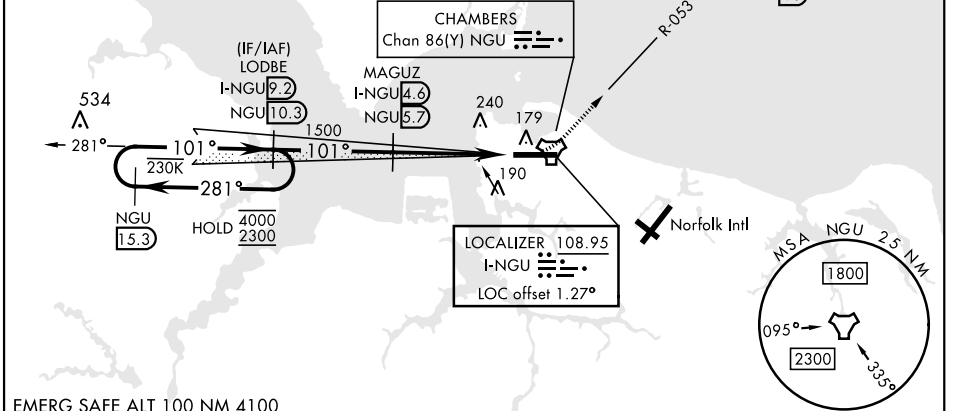 CHAMBERS
Chan 86(Y) NGU
R-053
(IF/IAF)
LODBE
I-NGU 9.2
NGU 10.3
MAGUZ
I-NGU 4.6
NGU 5.7
534
240
179
190
1500
281°
101°
101°
230K
281°
NGU
15.3
HOLD 4000
2300
LOCALIZER 108.95
I-NGU
LOC offset 1.27°
Norfolk Intl
MSA NGU 25 NM
1800
095°
2300
335°
EMERG SAFE ALT 100 NM 4100